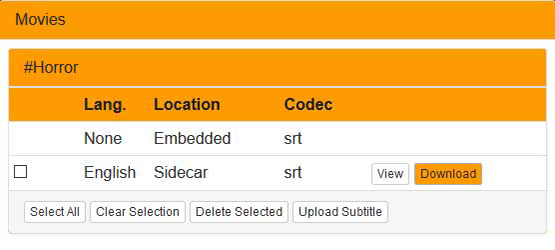 Movies
#Horror
Lang. Location Codec
None Embedded srt
English Sidecar srt View Download
Select All Clear Selection Delete Selected Upload Subtitle